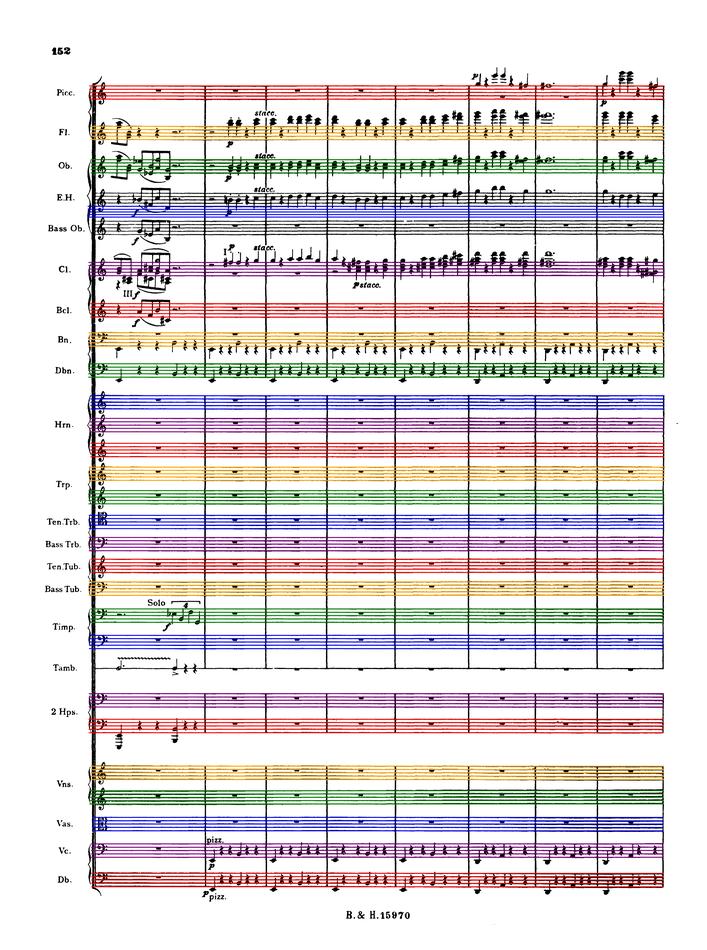 152
Picc.
p
p
Fl.
stacc.
p
Ob.
stacc.
p
E.H.
stacc.
f
p
Bass Ob.
f
I
p
stacc.
Cl.
p stacc.
III
f
Bcl.
f
Bn.
Dbn.
Hrn.
Trp.
Ten.Trb.
Bass Trb.
Ten.Tub.
Bass Tub.
Solo
f
Timp.
Tamb.
2 Hps.
Vns.
Vas.
pizz.
Vc.
p
Db.
p pizz.
B. & H. 15970